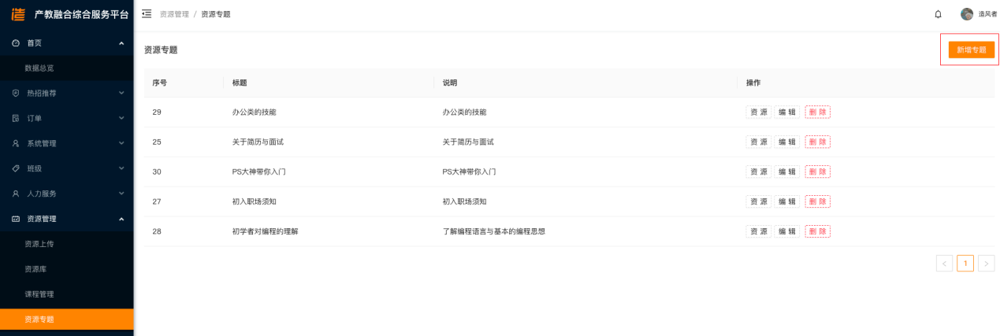 产教融合综合服务平台
资源管理 / 资源专题
造风者
首页
数据总览
热招推荐
订单
系统管理
班级
人力服务
资源管理
资源上传
资源库
课程管理
资源专题
资源专题
新增专题
序号 标题 说明 操作
29 办公类的技能 办公类的技能 资源 编辑 删除
25 关于简历与面试 关于简历与面试 资源 编辑 删除
30 PS大神带你入门 PS大神带你入门 资源 编辑 删除
27 初入职场须知 初入职场须知 资源 编辑 删除
28 初学者对编程的理解 了解编程语言与基本的编程思想 资源 编辑 删除
< 1 >